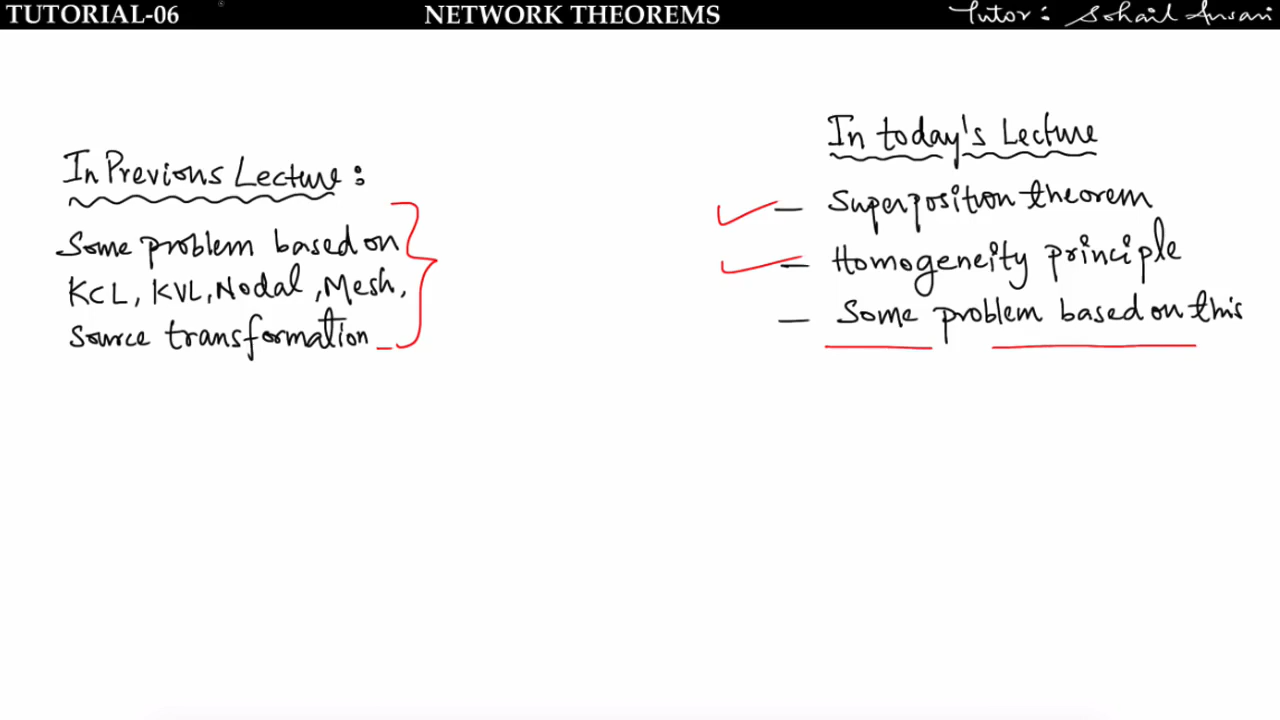 TUTORIAL-06 NETWORK THEOREMS Tutor: Sohail Ansari
In Previous Lecture:
Some problem based on
KCL, KVL, Nodal, Mesh,
Source transformation
In today's Lecture
— Superposition theorem
— Homogeneity principle
— Some problem based on this